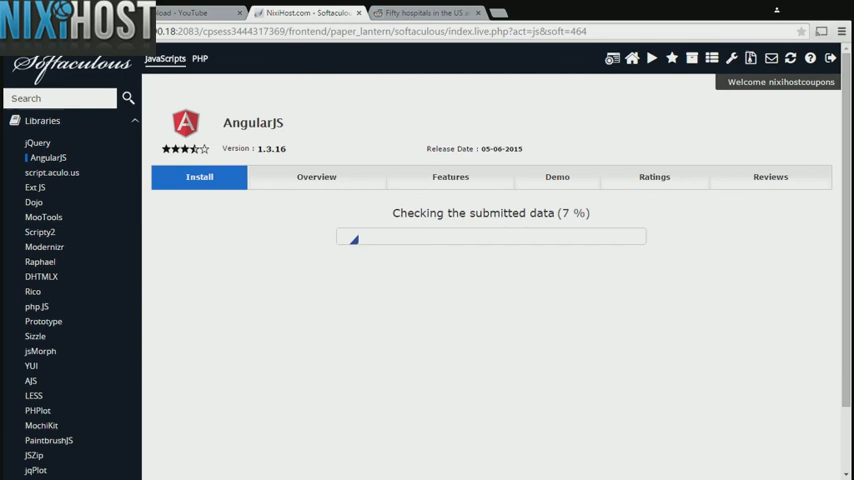 NIXIHOST
load - YouTube
NixiHost.com - Softaculou
Fifty hospitals in the US a
00.18:2083/cpsess3444317369/frontend/paper_lantern/softaculous/index.live.php?act=js&soft=464
Softaculous
JavaScripts PHP
Welcome nixihostcoupons
Search
Libraries
jQuery
AngularJS
script.aculo.us
Ext JS
Dojo
MooTools
Scripty2
Modernizr
Raphael
DHTMLX
Rico
php.JS
Prototype
Sizzle
jsMorph
YUI
AJS
LESS
PHPlot
MochiKit
PaintbrushJS
JSZip
jqPlot
AngularJS
Version : 1.3.16
Release Date : 05-06-2015
Install Overview Features Demo Ratings Reviews
Checking the submitted data (7 %)